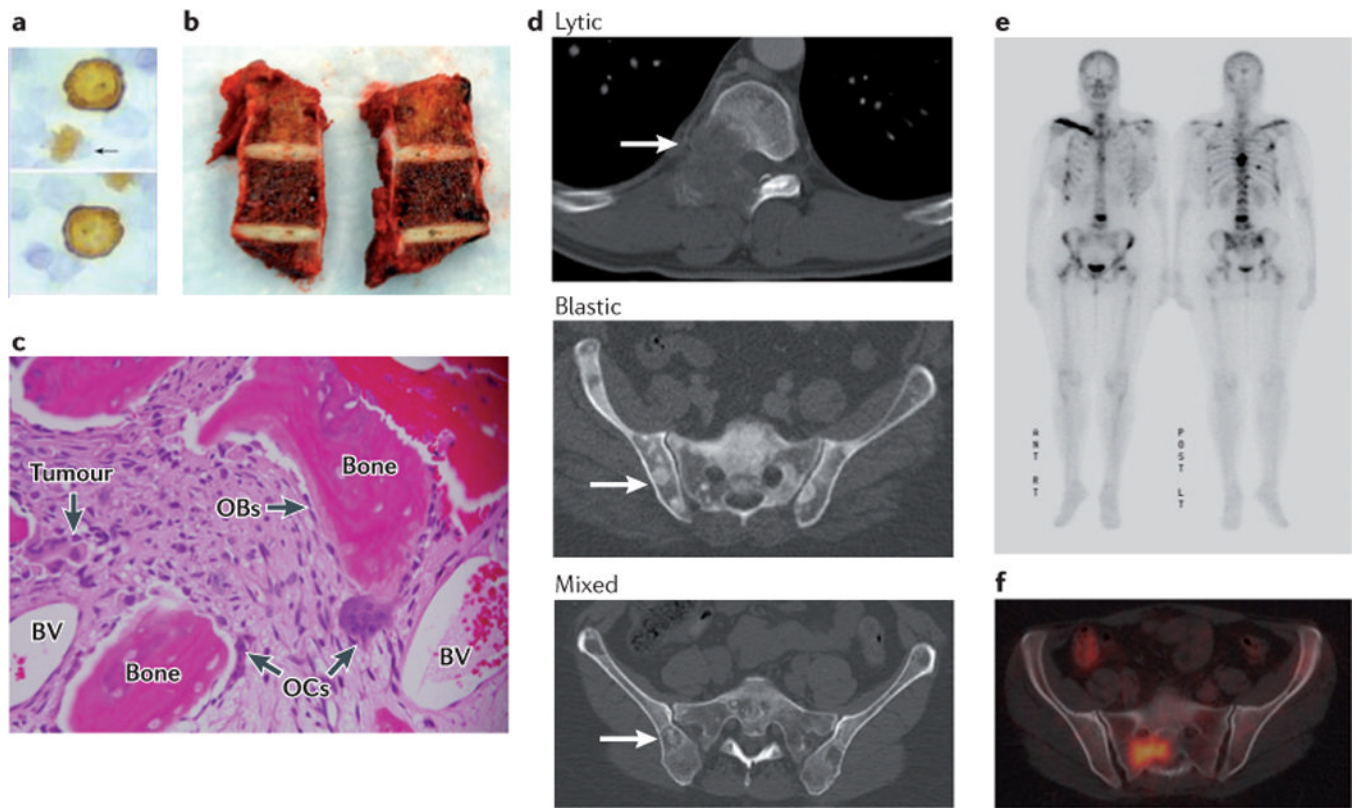 a
b
c
Tumour
Bone
OBs
BV
Bone
OCs
BV
d
Lytic
Blastic
Mixed
e
ANT RT
POST LT
f